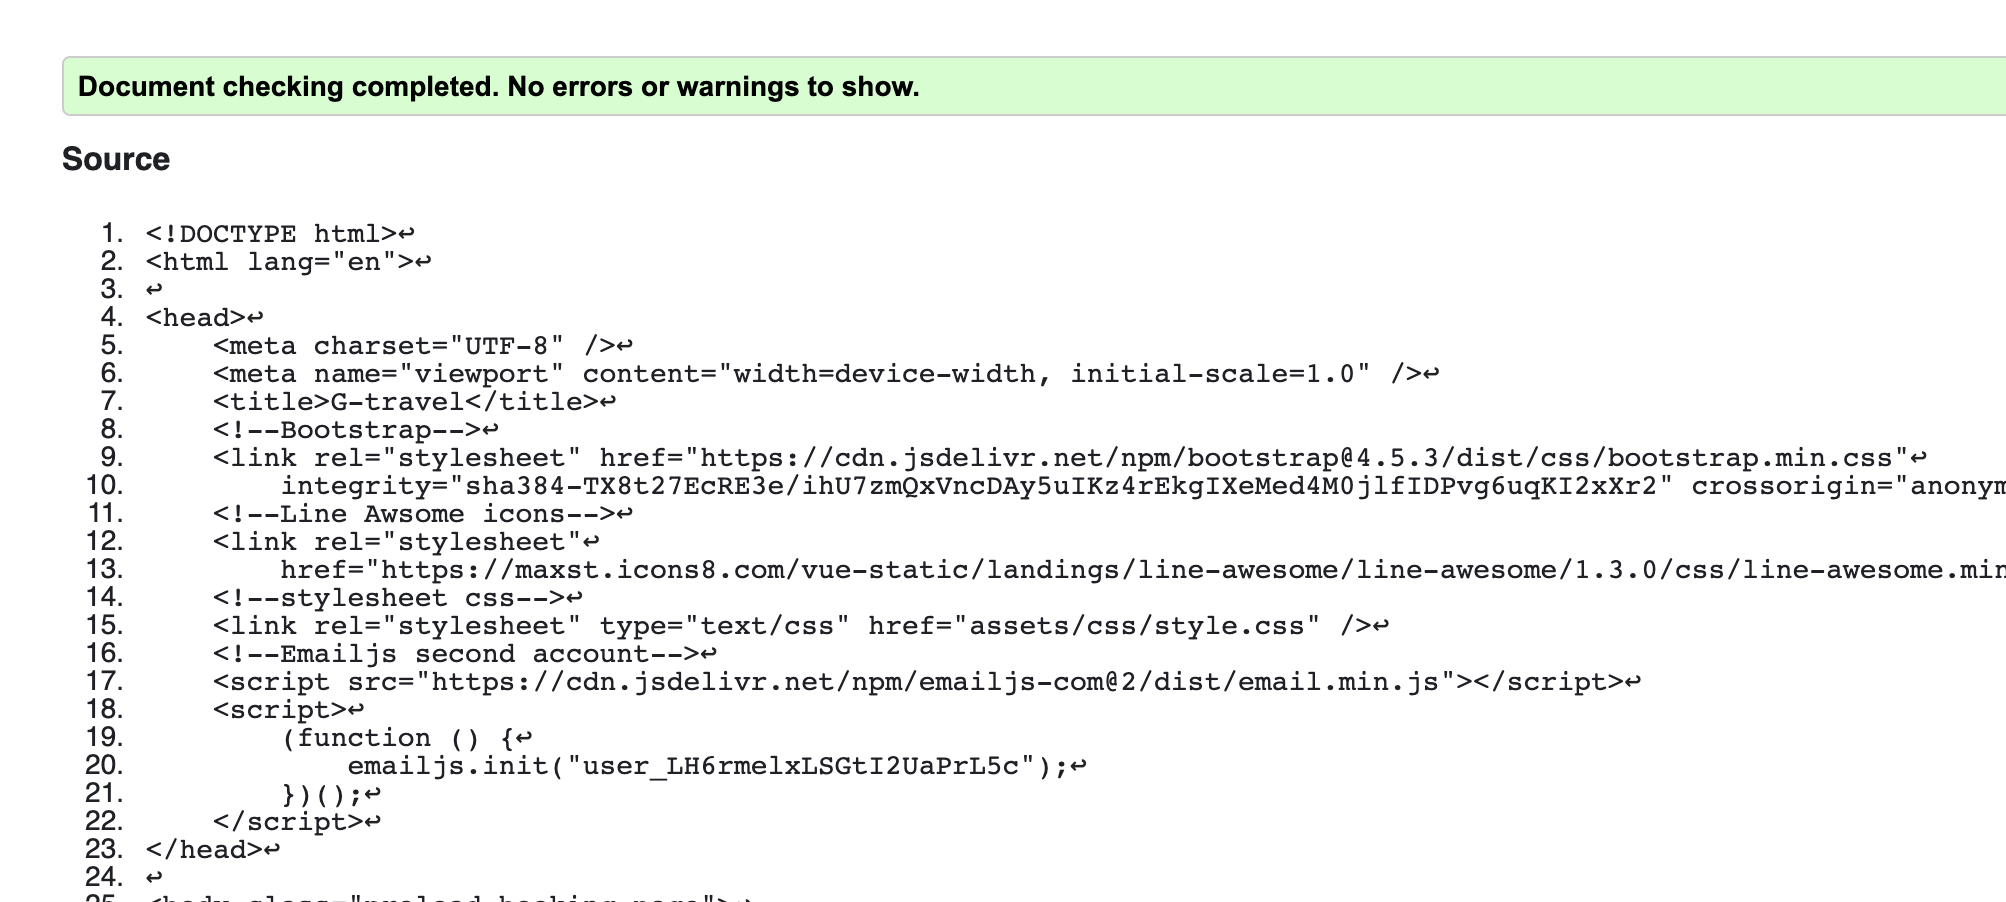 Document checking completed. No errors or warnings to show.
Source
1. <!DOCTYPE html>↩
2. <html lang="en">↩
3. ↩
4. <head>↩
5.     <meta charset="UTF-8" />↩
6.     <meta name="viewport" content="width=device-width, initial-scale=1.0" />↩
7.     <title>G-travel</title>↩
8.     <!--Bootstrap-->↩
9.     <link rel="stylesheet" href="https://cdn.jsdelivr.net/npm/bootstrap@4.5.3/dist/css/bootstrap.min.css"↩
10.         integrity="sha384-TX8t27EcRE3e/ihU7zmQxVncDAy5uIKz4rEkgIXeMed4M0jlfIDPvg6uqKI2xXr2" crossorigin="anonym
11.     <!--Line Awsome icons-->↩
12.     <link rel="stylesheet"↩
13.         href="https://maxst.icons8.com/vue-static/landings/line-awesome/line-awesome/1.3.0/css/line-awesome.min
14.     <!--stylesheet css-->↩
15.     <link rel="stylesheet" type="text/css" href="assets/css/style.css" />↩
16.     <!--Emailjs second account-->↩
17.     <script src="https://cdn.jsdelivr.net/npm/emailjs-com@2/dist/email.min.js"></script>↩
18.     <script>↩
19.         (function () {↩
20.             emailjs.init("user_LH6rmelxLSGtI2UaPrL5c");↩
21.         })();↩
22.     </script>↩
23. </head>↩
24. ↩